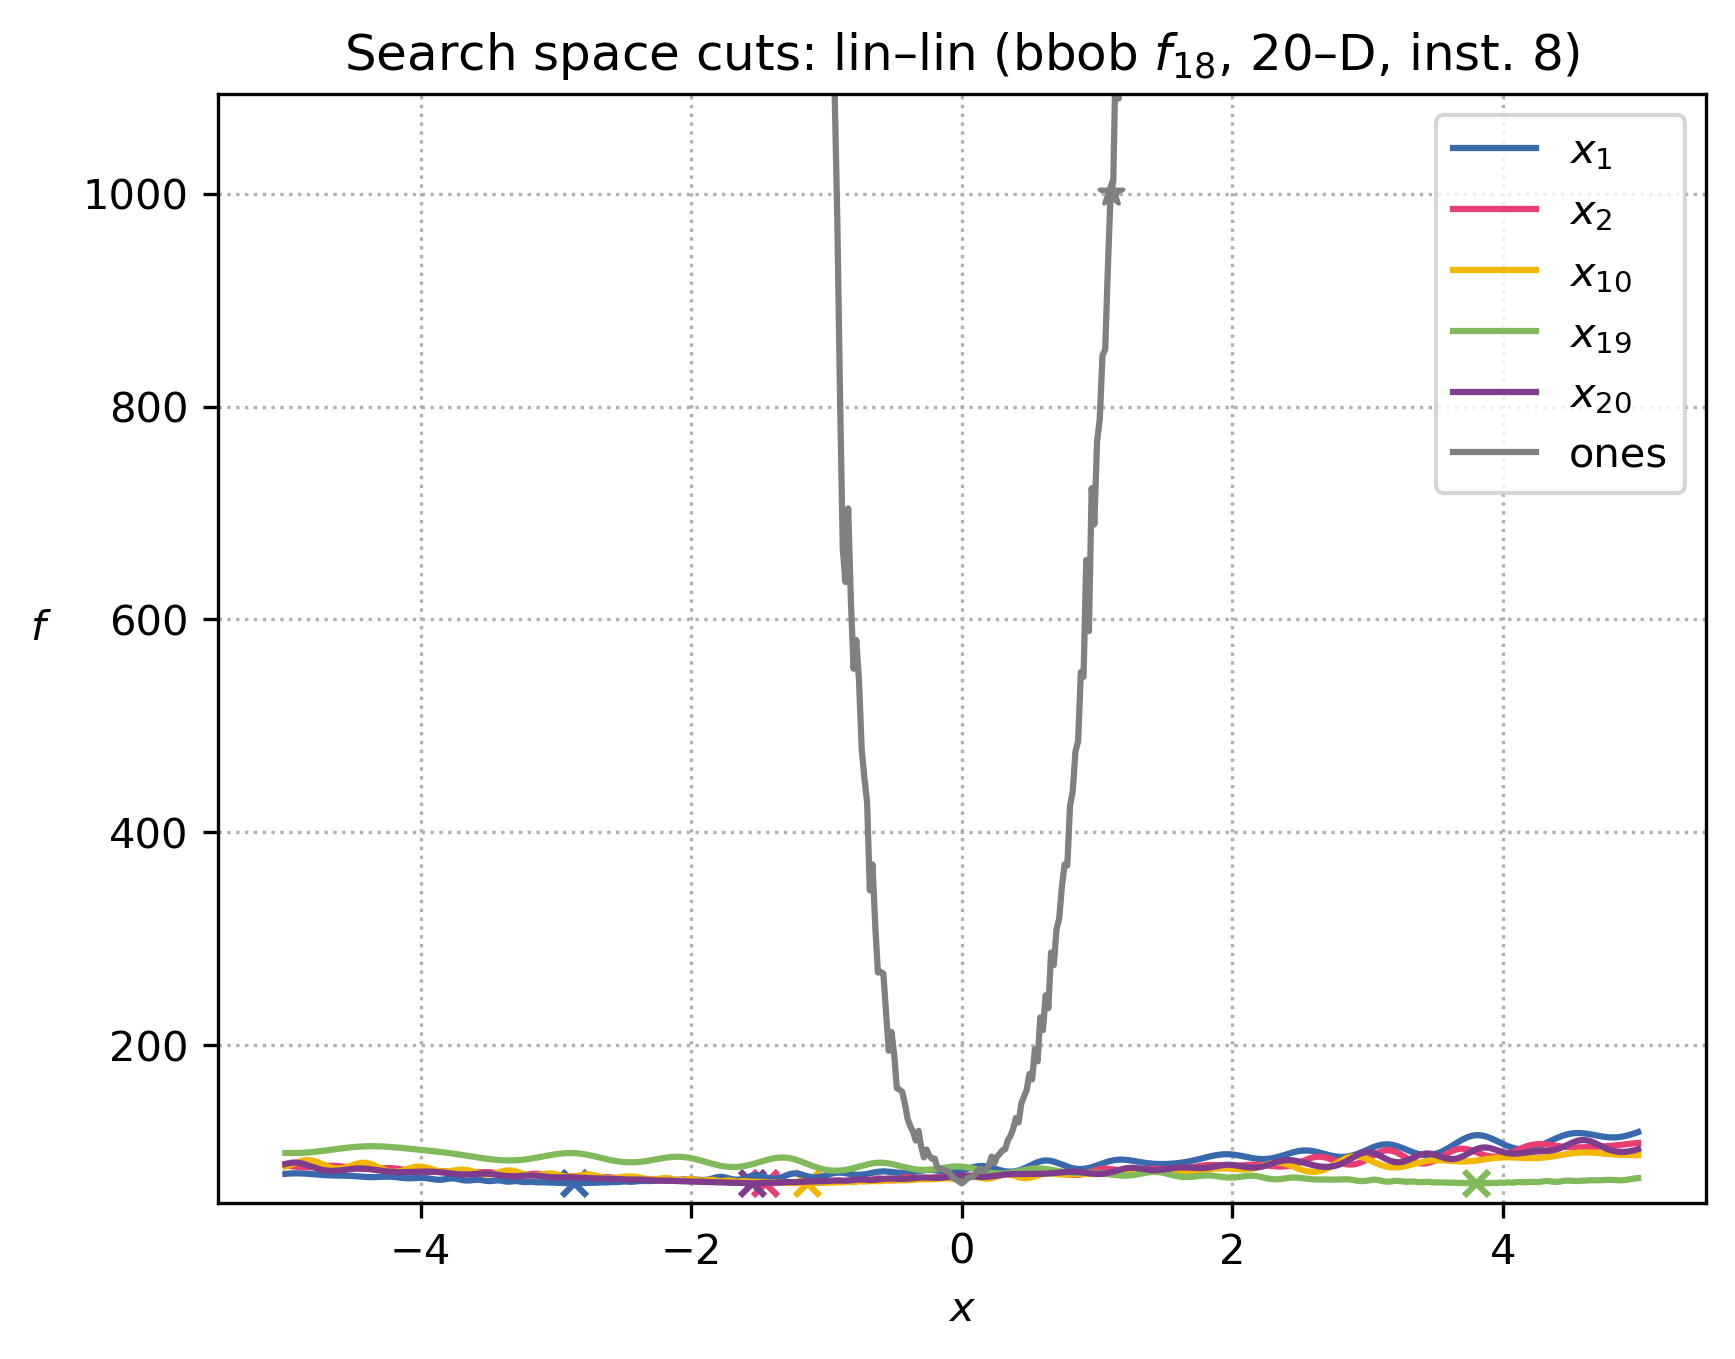 Search space cuts: lin–lin (bbob f18, 20–D, inst. 8)
x1
x2
x10
x19
x20
ones
f
1000
800
600
400
200
−4 −2 0 2 4
x